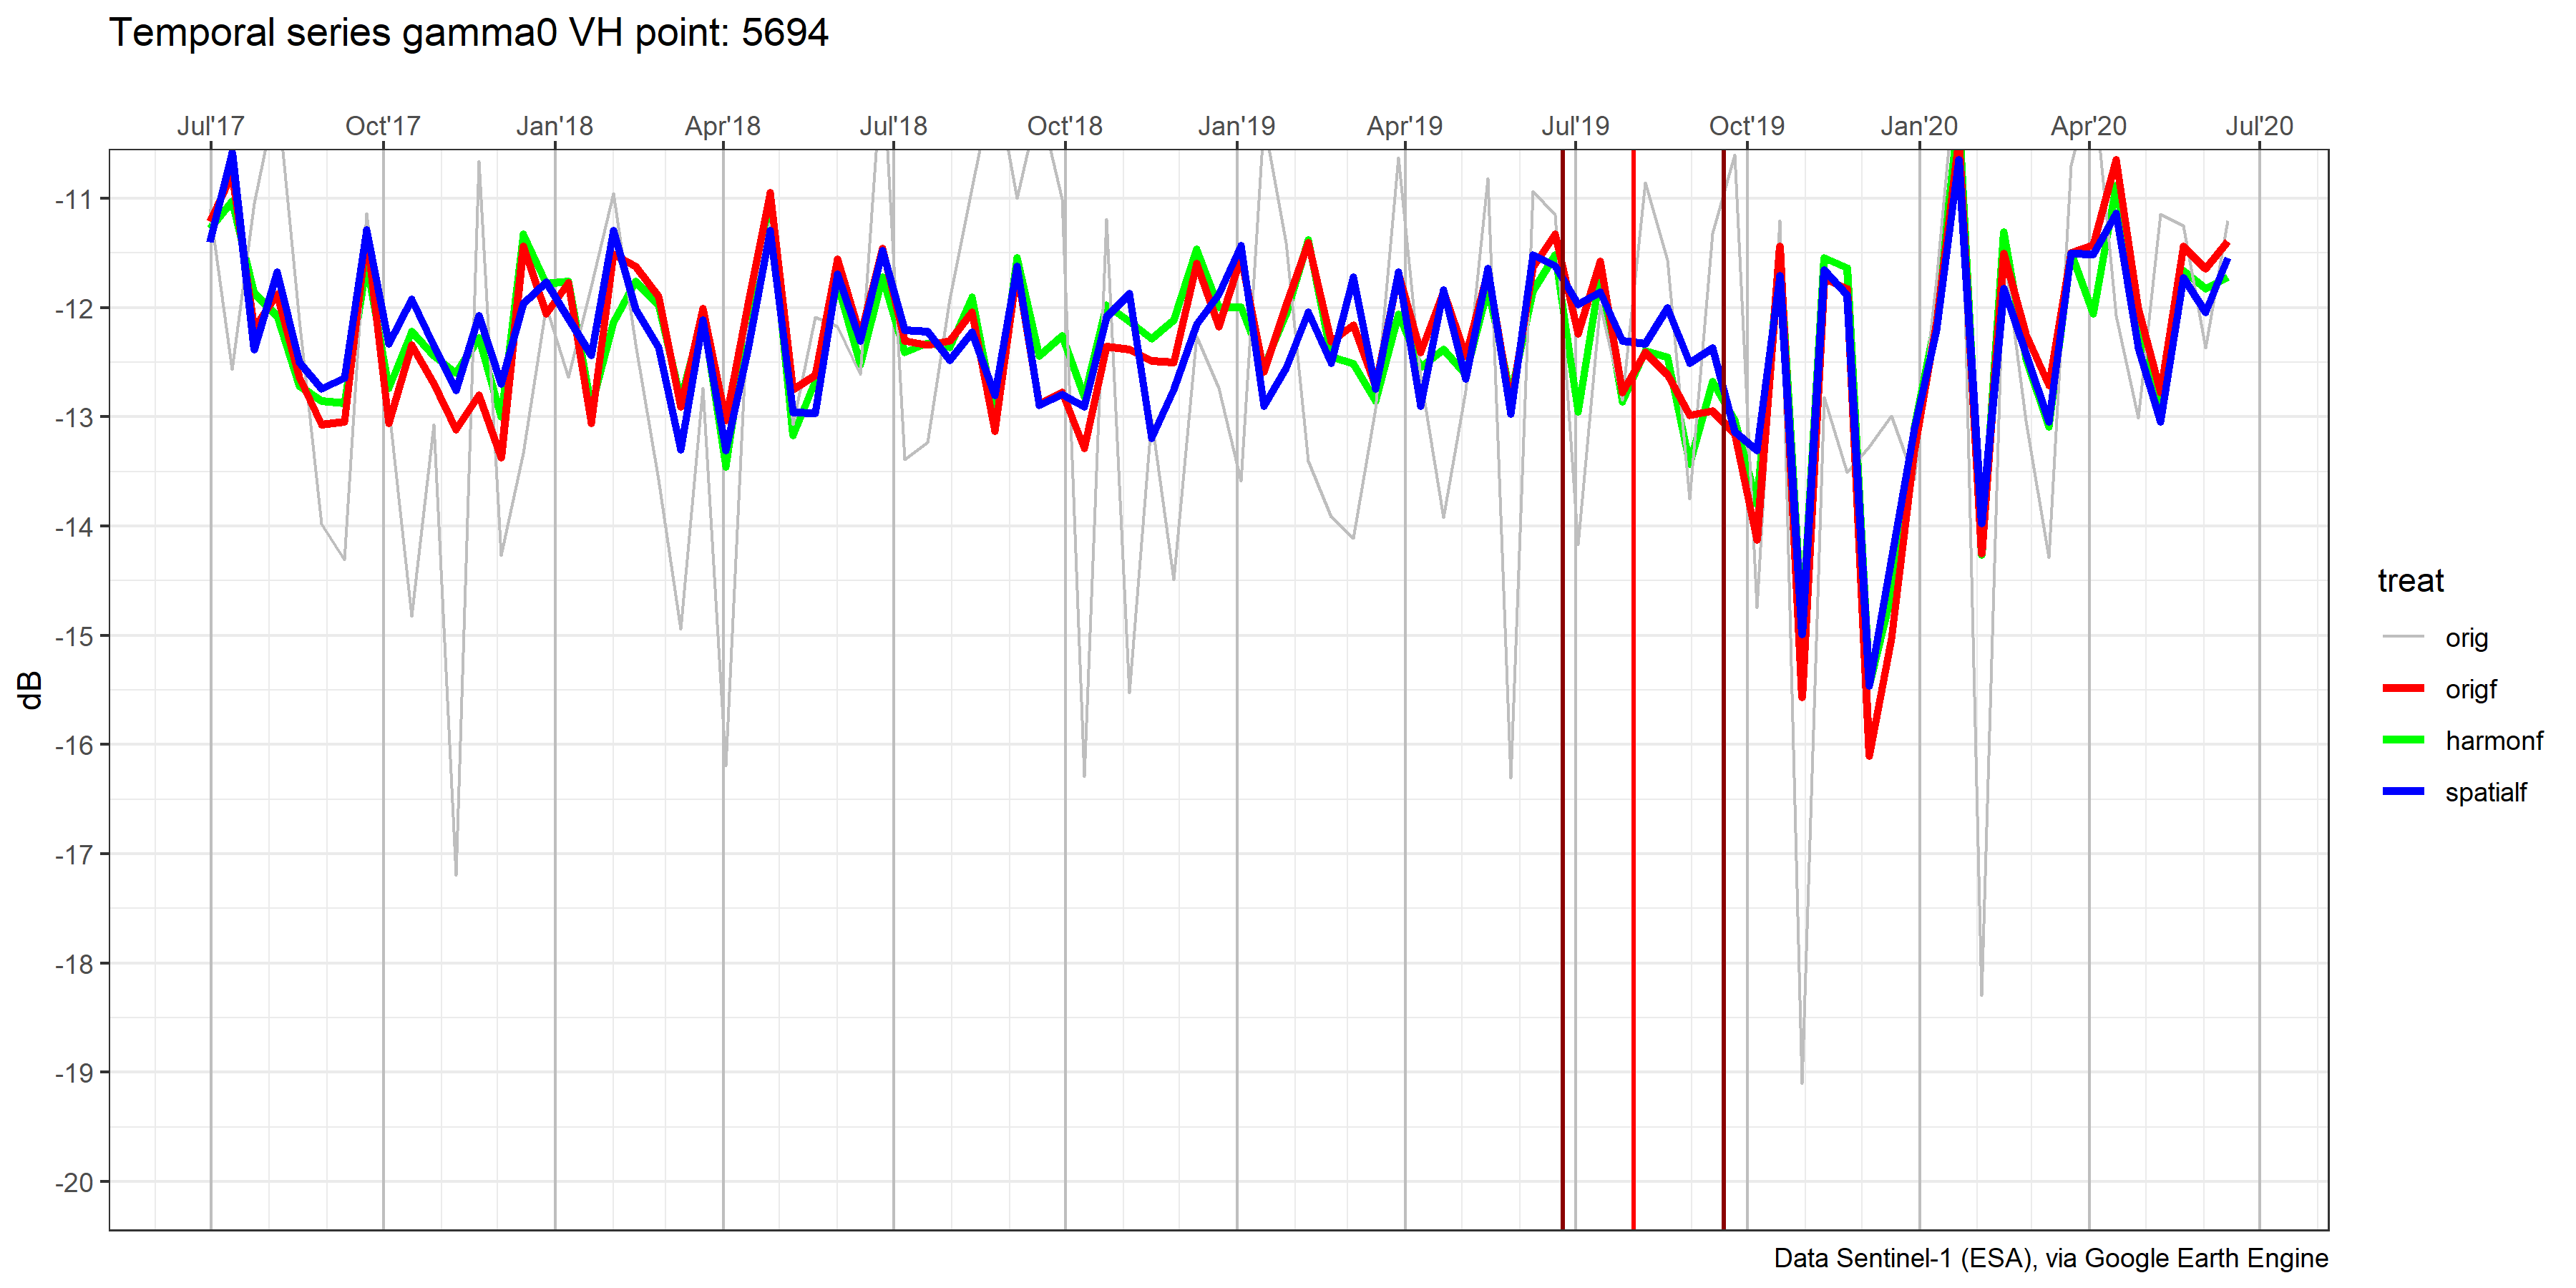 Temporal series gamma0 VH point: 5694
Jul'17 Oct'17 Jan'18 Apr'18 Jul'18 Oct'18 Jan'19 Apr'19 Jul'19 Oct'19 Jan'20 Apr'20 Jul'20
-11
-12
-13
-14
-15
-16
-17
-18
-19
-20
dB
treat
orig
origf
harmonf
spatialf
Data Sentinel-1 (ESA), via Google Earth Engine